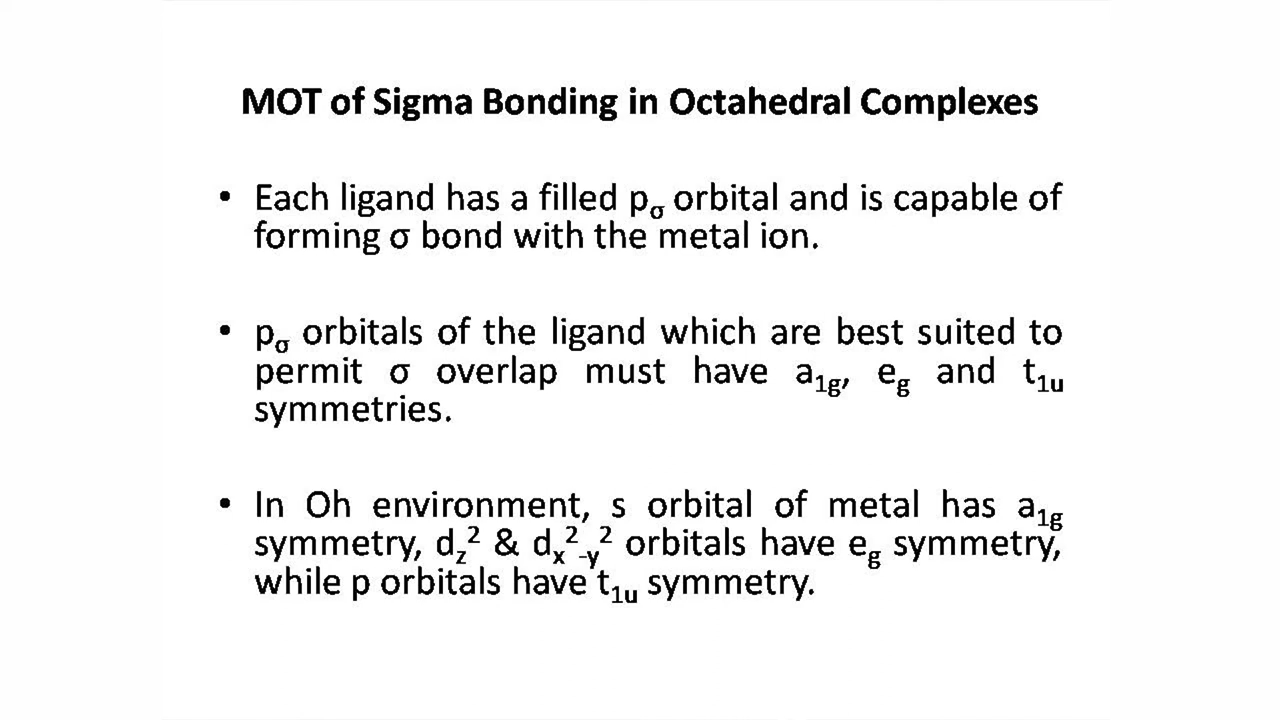 MOT of Sigma Bonding in Octahedral Complexes
• Each ligand has a filled pσ orbital and is capable of
forming σ bond with the metal ion.
• pσ orbitals of the ligand which are best suited to
permit σ overlap must have a1g, eg and t1u
symmetries.
• In Oh environment, s orbital of metal has a1g
symmetry, dz2 & dx2-y2 orbitals have eg symmetry,
while p orbitals have t1u symmetry.